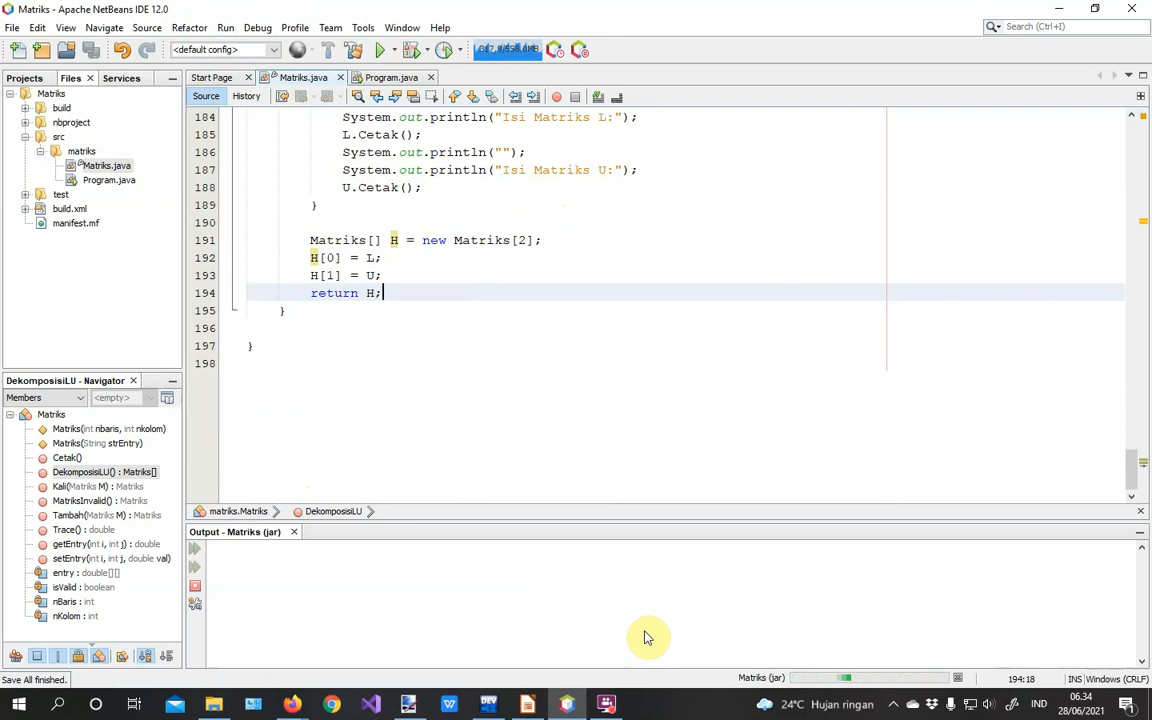 Matriks - Apache NetBeans IDE 12.0
File Edit View Navigate Source Refactor Run Debug Profile Team Tools Window Help
Search (Ctrl+I)
<default config>
317,9/558,0MB
Projects Files Services
Start Page Matriks.java Program.java
Source History
Matriks
build
nbproject
src
matriks
Matriks.java
Program.java
test
build.xml
manifest.mf
184 System.out.println("Isi Matriks L:");
185 L.Cetak();
186 System.out.println("");
187 System.out.println("Isi Matriks U:");
188 U.Cetak();
189 }
190
191 Matriks[] H = new Matriks[2];
192 H[0] = L;
193 H[1] = U;
194 return H;
195 }
196
197 }
198
DekomposisiLU - Navigator
Members <empty>
Matriks
Matriks(int nbaris, int nkolom)
Matriks(String strEntry)
Cetak()
DekomposisiLU() : Matriks[]
Kali(Matriks M) : Matriks
MatriksInvalid() : Matriks
Tambah(Matriks M) : Matriks
Trace() : double
getEntry(int i, int j) : double
setEntry(int i, int j, double val)
entry : double[][]
isValid : boolean
nBaris : int
nKolom : int
matriks.Matriks DekomposisiLU
Output - Matriks (jar)
Save All finished.
Matriks (jar)
194:18 INS Windows (CRLF)
24°C Hujan ringan
IND
06.34
28/06/2021